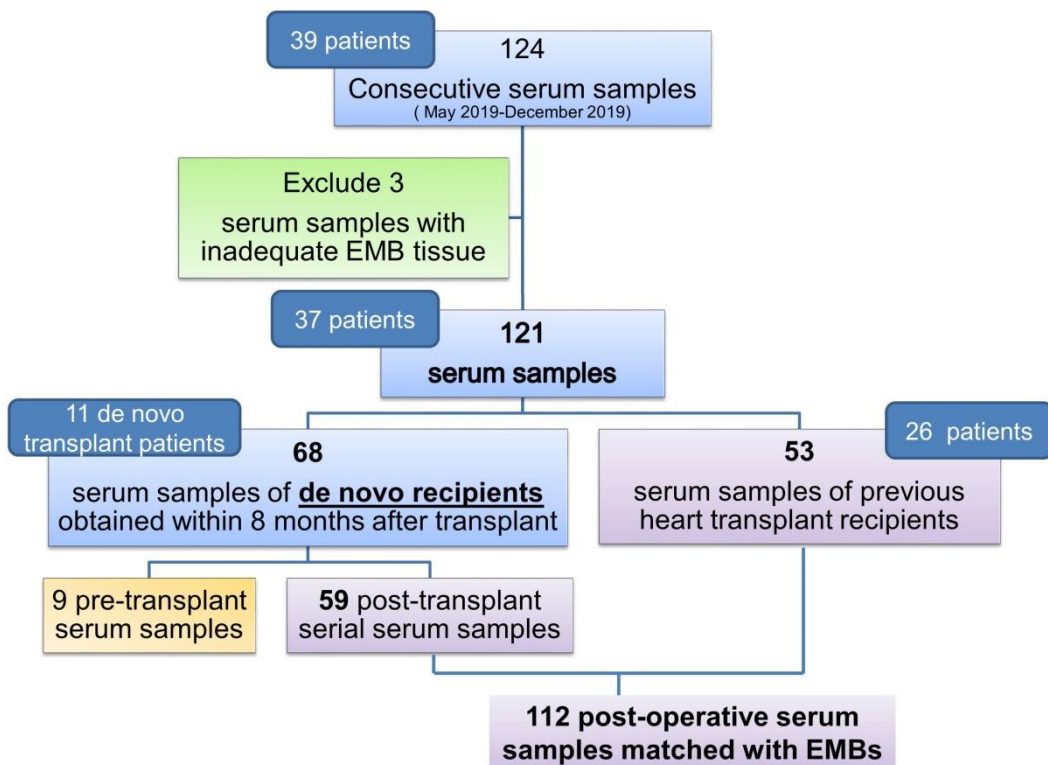 39 patients
124
Consecutive serum samples
( May 2019-December 2019)
Exclude 3
serum samples with
inadequate EMB tissue
37 patients
121
serum samples
11 de novo
transplant patients
68
serum samples of de novo recipients
obtained within 8 months after transplant
26 patients
53
serum samples of previous
heart transplant recipients
9 pre-transplant
serum samples
59 post-transplant
serial serum samples
112 post-operative serum
samples matched with EMBs